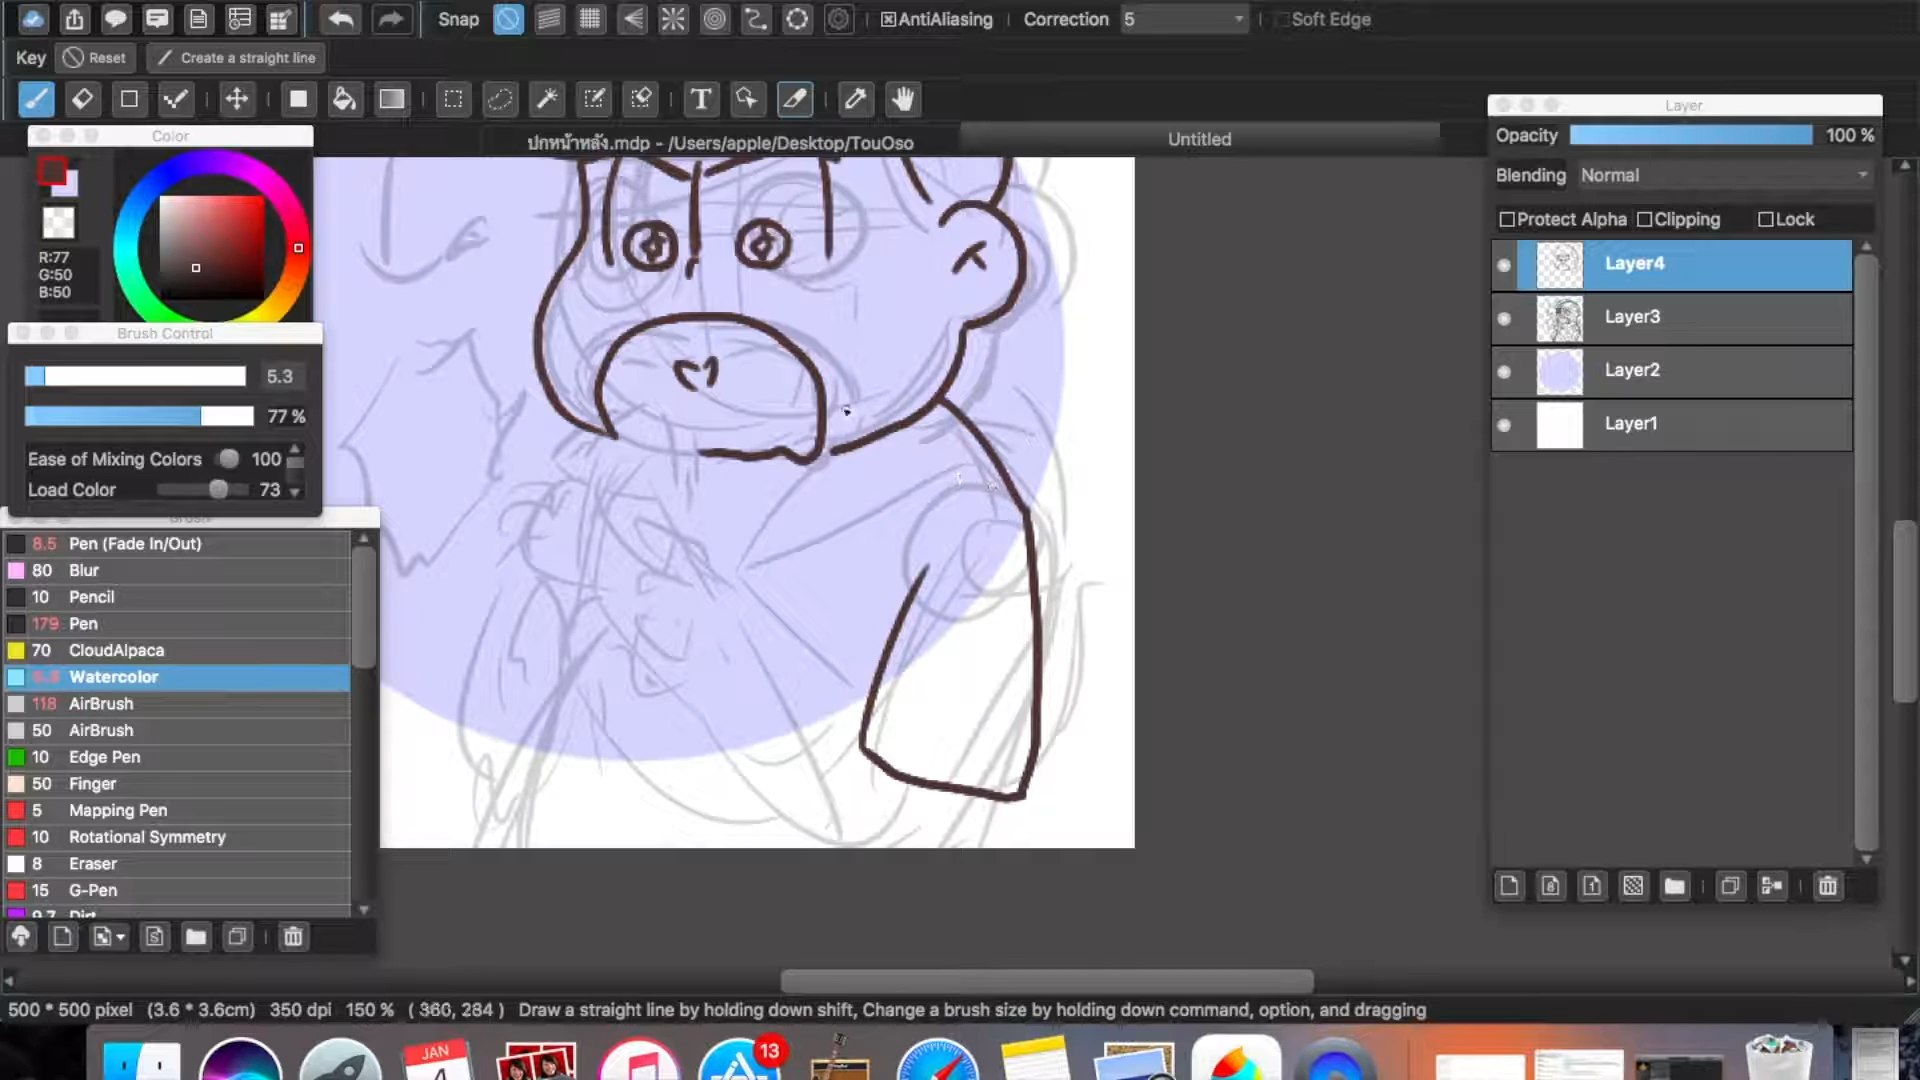 Snap AntiAliasing Correction 5 Soft Edge
Key Reset Create a straight line
T
Color
R:77
G:50
B:50
ปกหน้าหลัง.mdp - /Users/apple/Desktop/TouOso
Untitled
Layer
Opacity 100 %
Blending Normal
Protect Alpha Clipping Lock
Layer4
Layer3
Layer2
Layer1
Brush Control
5.3
77 %
Ease of Mixing Colors 100
Load Color 73
8.5 Pen (Fade In/Out)
80 Blur
10 Pencil
179 Pen
70 CloudAlpaca
Watercolor
118 AirBrush
50 AirBrush
10 Edge Pen
50 Finger
5 Mapping Pen
10 Rotational Symmetry
8 Eraser
15 G-Pen
9.7 Dirt
500 * 500 pixel (3.6 * 3.6cm) 350 dpi 150 % ( 360, 284 ) Draw a straight line by holding down shift, Change a brush size by holding down command, option, and dragging
JAN
13